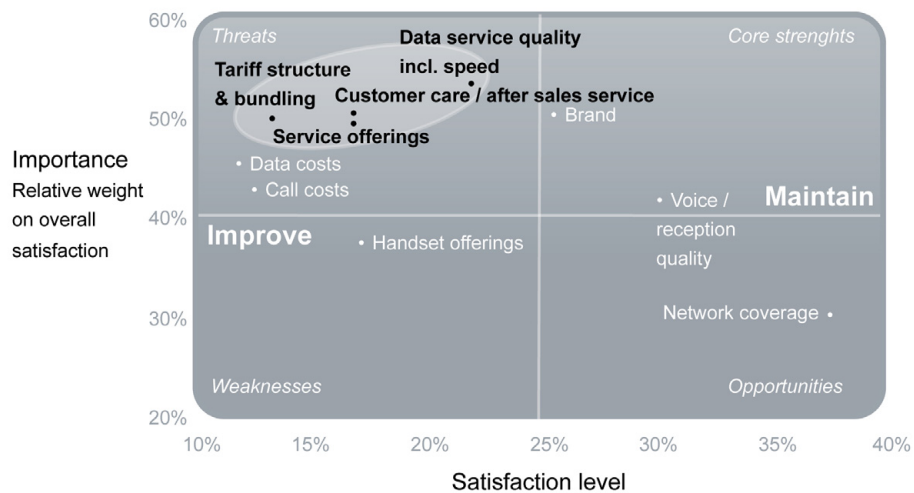 60%
Threats
Core strenghts
Data service quality
incl. speed
Tariff structure
& bundling
Customer care / after sales service
50%
• Brand
Service offerings
Importance
Relative weight
on overall
satisfaction
• Data costs
• Call costs
40%
• Voice /
reception
quality
Maintain
Improve
• Handset offerings
30%
Network coverage •
Weaknesses
Opportunities
20%
10% 15% 20% 25% 30% 35% 40%
Satisfaction level